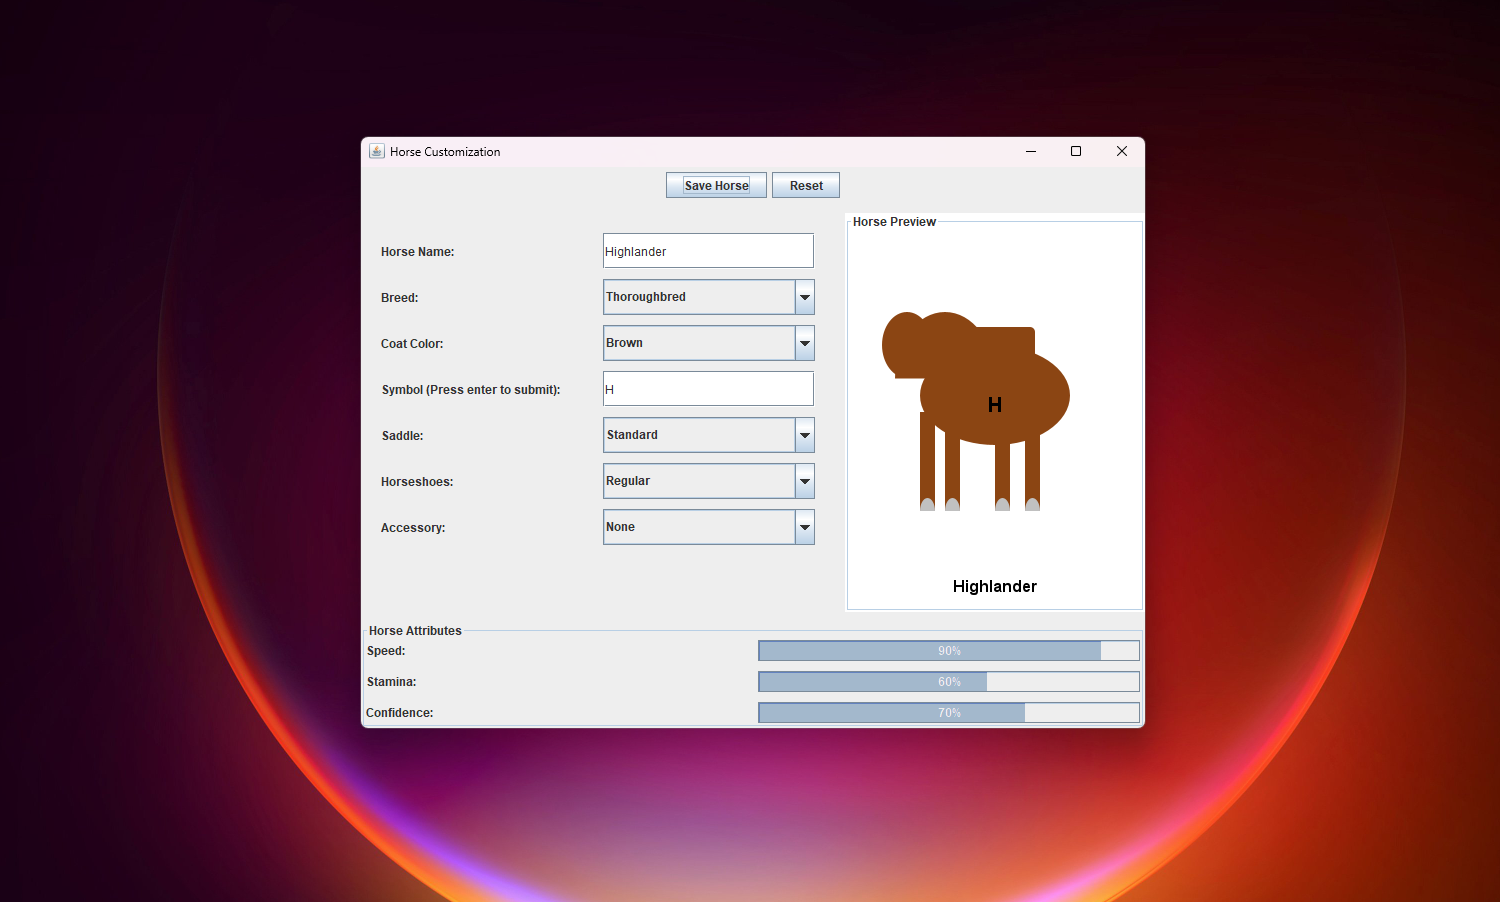 Horse Customization
Save Horse Reset
Horse Preview
Horse Name: Highlander
Breed: Thoroughbred
Coat Color: Brown
Symbol (Press enter to submit): H
Saddle: Standard
Horseshoes: Regular
Accessory: None
H
Highlander
Horse Attributes
Speed: 90%
Stamina: 60%
Confidence: 70%